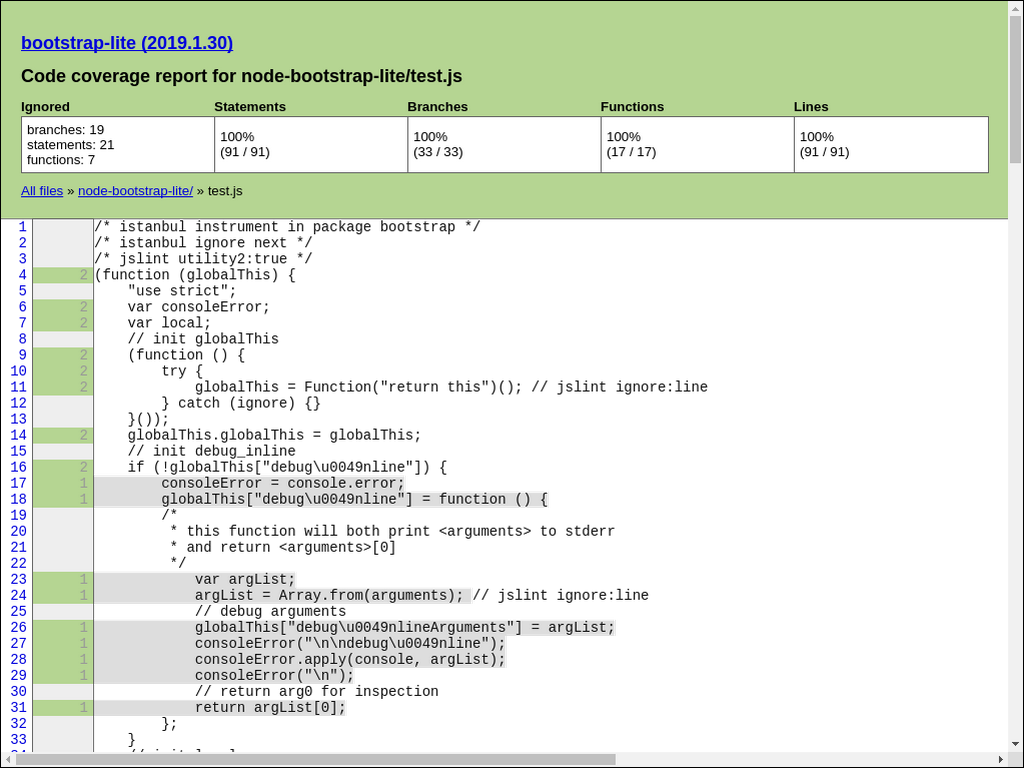 bootstrap-lite (2019.1.30)
Code coverage report for node-bootstrap-lite/test.js
Ignored Statements Branches Functions Lines
branches: 19
statements: 21
functions: 7
100% 100% 100% 100%
(91 / 91) (33 / 33) (17 / 17) (91 / 91)
All files » node-bootstrap-lite/ » test.js
1 /* istanbul instrument in package bootstrap */
2 /* istanbul ignore next */
3 /* jslint utility2:true */
4 2 (function (globalThis) {
5 "use strict";
6 2 var consoleError;
7 2 var local;
8 // init globalThis
9 2 (function () {
10 2 try {
11 2 globalThis = Function("return this")(); // jslint ignore:line
12 } catch (ignore) {}
13 }());
14 2 globalThis.globalThis = globalThis;
15 // init debug_inline
16 2 if (!globalThis["debug\u0049nline"]) {
17 1 consoleError = console.error;
18 1 globalThis["debug\u0049nline"] = function () {
19 /*
20 * this function will both print <arguments> to stderr
21 * and return <arguments>[0]
22 */
23 1 var argList;
24 1 argList = Array.from(arguments); // jslint ignore:line
25 // debug arguments
26 1 globalThis["debug\u0049nlineArguments"] = argList;
27 1 consoleError("\n\ndebug\u0049nline");
28 1 consoleError.apply(console, argList);
29 1 consoleError("\n");
30 // return arg0 for inspection
31 1 return argList[0];
32 };
33 }